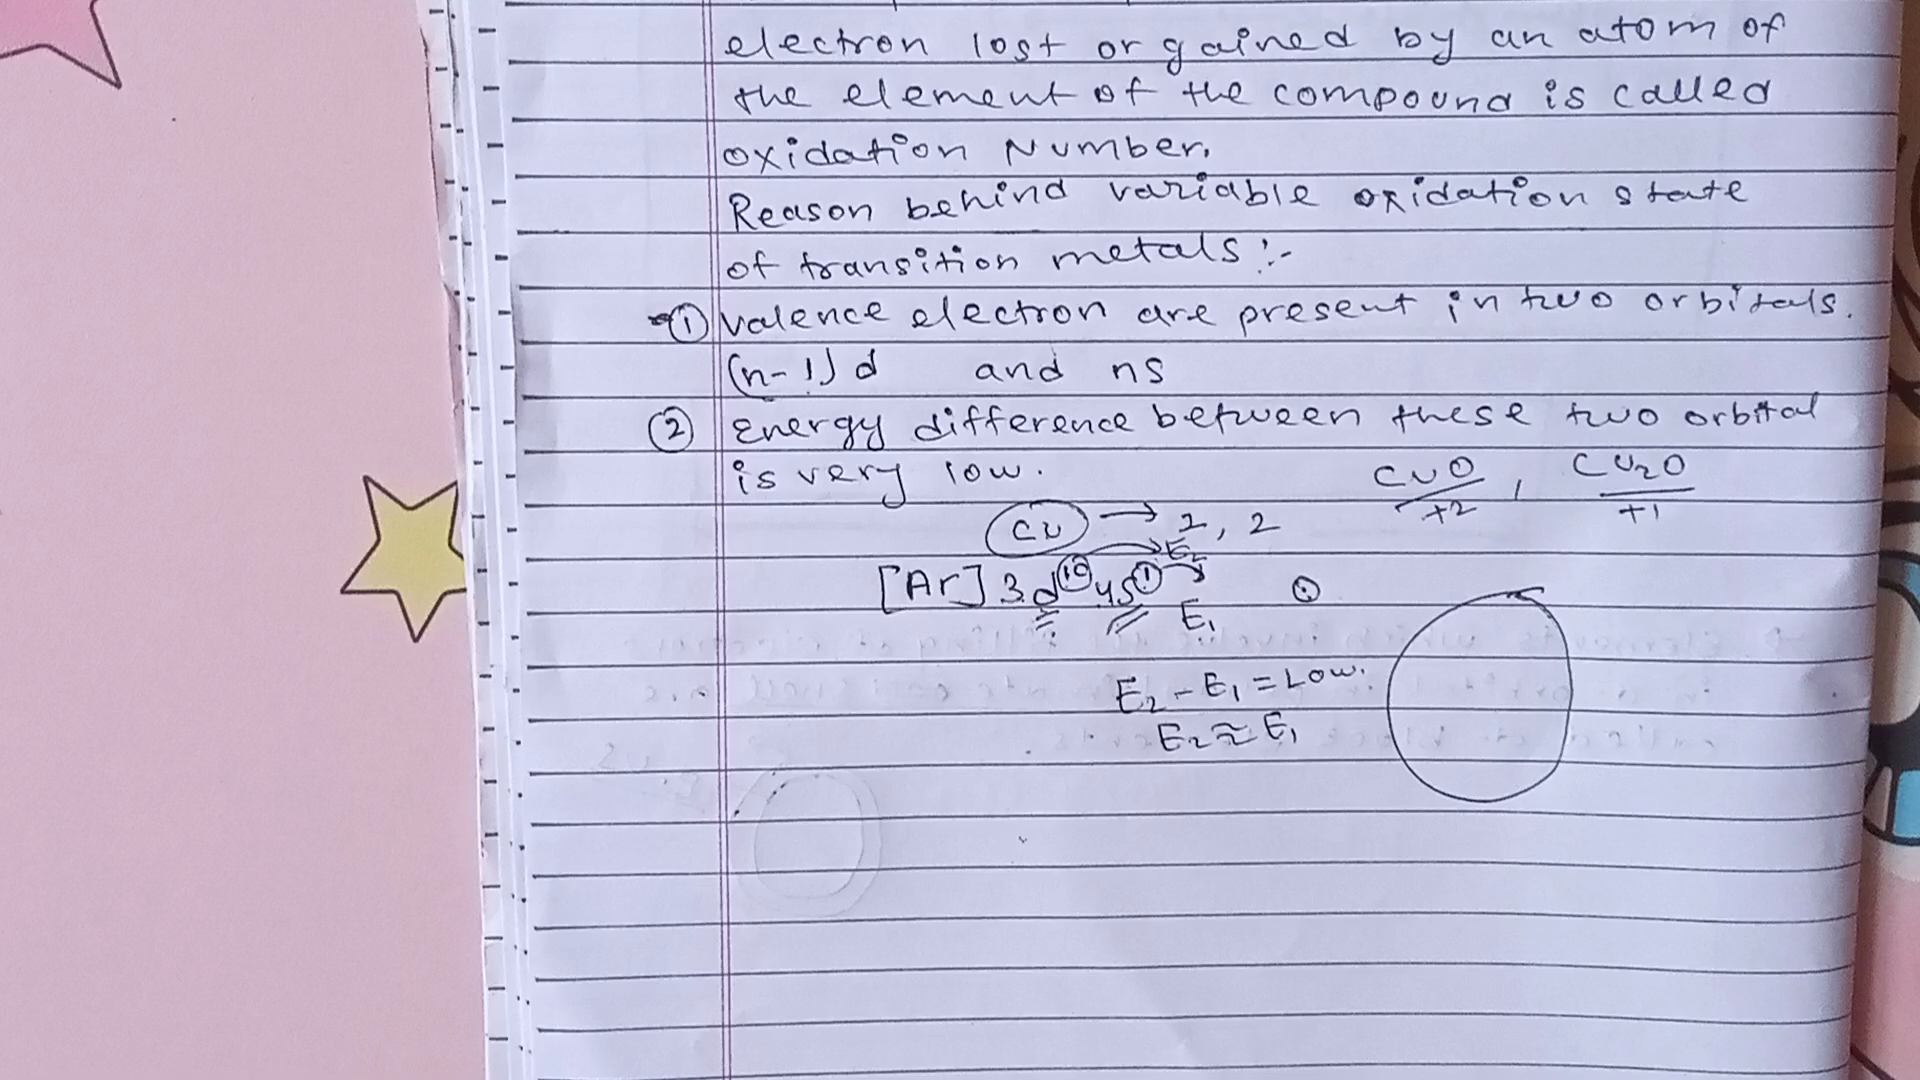 electron lost or gained by an atom of
the element of the compound is called
oxidation Number.
Reason behind variable oxidation state
of transition metals :-
① valence electron are present in two orbitals.
(n-1) d and ns
② Energy difference between these two orbital
is very low.
CuO / +2 , Cu2O / +1
Cu → 1, 2
E2
[Ar] 3d10 4s1
E1
E2 - E1 = Low.
E2 ≈ E1